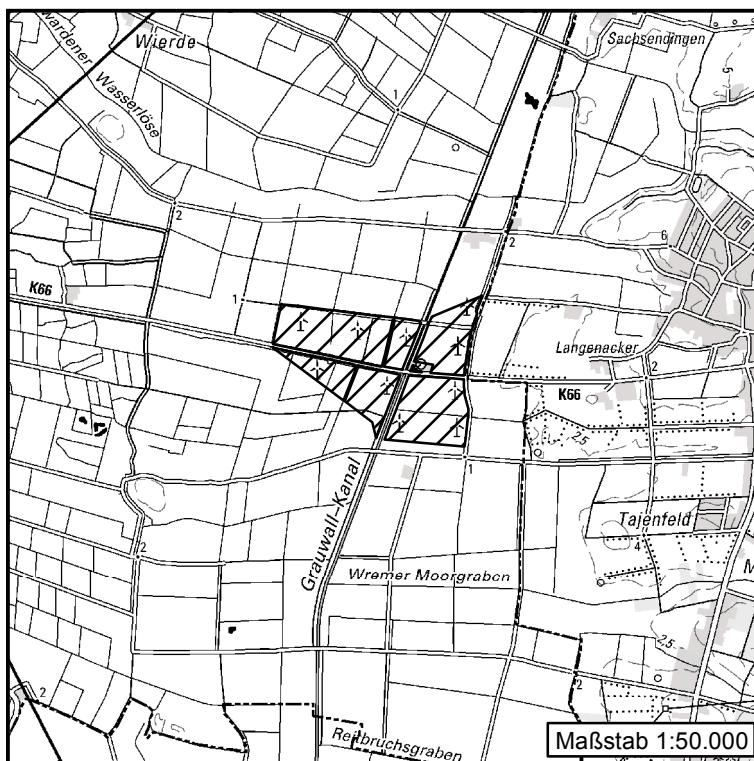 Wierde
Sachsendingen
wardener
Wasserlöse
1
5
2
2
6
K66
1
Langenacker
2
K66
2,5
1
Grauwall-Kanal
Tajenfeld
4
2
Wremer Moorgraben
M
2,5
2
2
Reitbruchsgraben
Maßstab 1:50.000